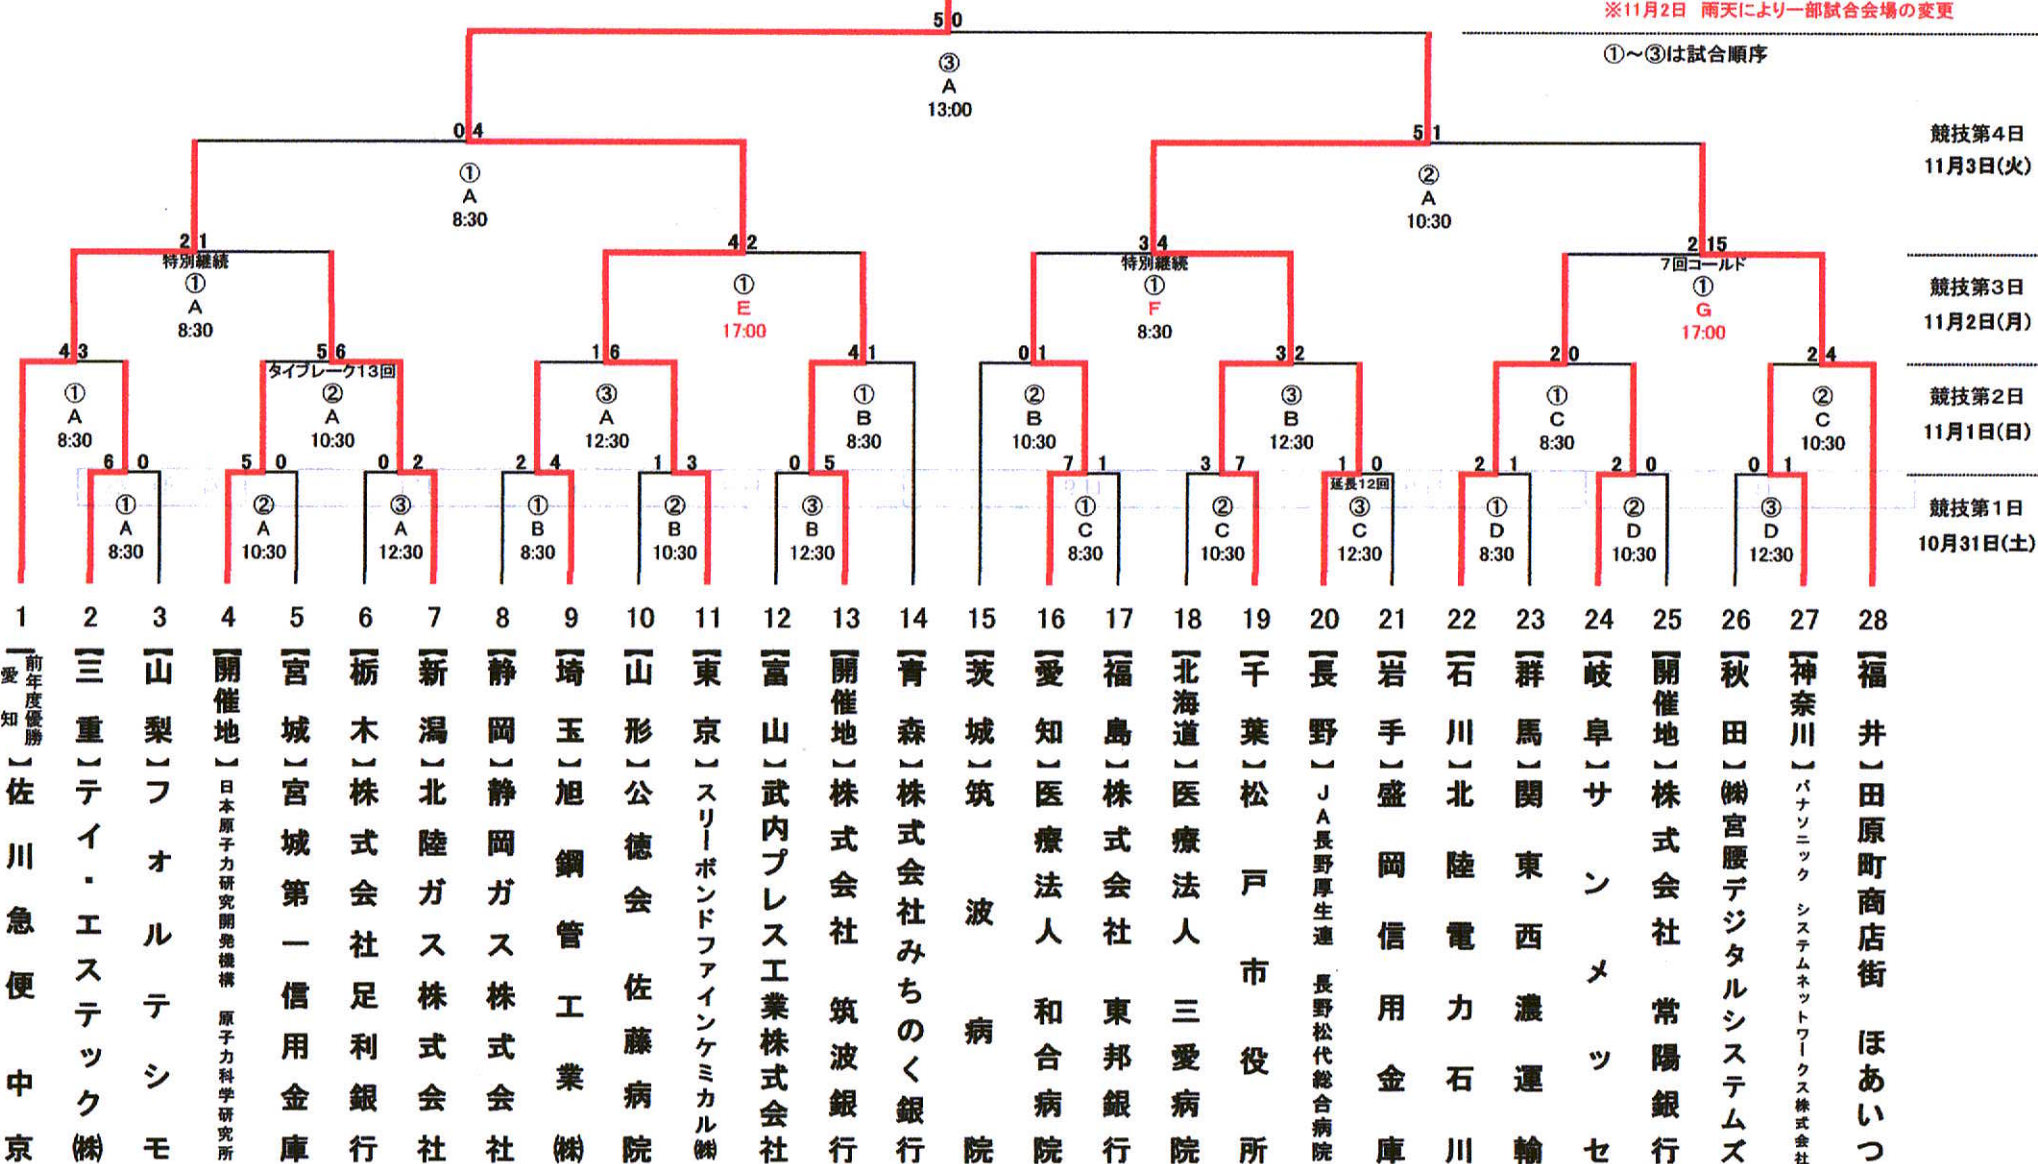 ※11月2日 雨天により一部試合会場の変更
5 0
①～③は試合順序
③
A
13:00
0 4
5 1
競技第4日
11月3日(火)
①
A
8:30
②
A
10:30
2 1
特別継続
4 2
3 4
特別継続
2 15
7回コールド
①
A
8:30
①
E
17:00
①
F
8:30
①
G
17:00
競技第3日
11月2日(月)
4 3
5 6
タイブレーク13回
1 6
4 1
0 1
3 2
2 0
2 4
①
A
8:30
②
A
10:30
③
A
12:30
①
B
8:30
②
B
10:30
③
B
12:30
①
C
8:30
②
C
10:30
競技第2日
11月1日(日)
6 0
5 0
0 2
2 4
1 3
0 5
7 1
3 7
1 0
延長12回
2 1
2 0
0 1
①
A
8:30
②
A
10:30
③
A
12:30
①
B
8:30
②
B
10:30
③
B
12:30
①
C
8:30
②
C
10:30
③
C
12:30
①
D
8:30
②
D
10:30
③
D
12:30
競技第1日
10月31日(土)
1 【前年度優勝 愛知】佐川急便中京
2 【三重】テイ・エステック㈱
3 【山梨】フォルテシモ
4 【開催地】日本原子力研究開発機構 原子力科学研究所
5 【宮城】宮城第一信用金庫
6 【栃木】株式会社足利銀行
7 【新潟】北陸ガス株式会社
8 【静岡】静岡ガス株式会社
9 【埼玉】旭鋼管工業㈱
10 【山形】公徳会 佐藤病院
11 【東京】スリーボンドファインケミカル㈱
12 【富山】武内プレス工業株式会社
13 【開催地】株式会社 筑波銀行
14 【青森】株式会社みちのく銀行
15 【茨城】筑波病院
16 【愛知】医療法人 和合病院
17 【福島】株式会社 東邦銀行
18 【北海道】医療法人 三愛病院
19 【千葉】松戸市役所
20 【長野】JA長野厚生連 長野松代総合病院
21 【岩手】盛岡信用金庫
22 【石川】北陸電力石川
23 【群馬】関東西濃運輸
24 【岐阜】サンメッセ
25 【開催地】株式会社 常陽銀行
26 【秋田】㈱宮腰デジタルシステムズ
27 【神奈川】パナソニック システムネットワークス株式会社
28 【福井】田原町商店街 ほあいつ